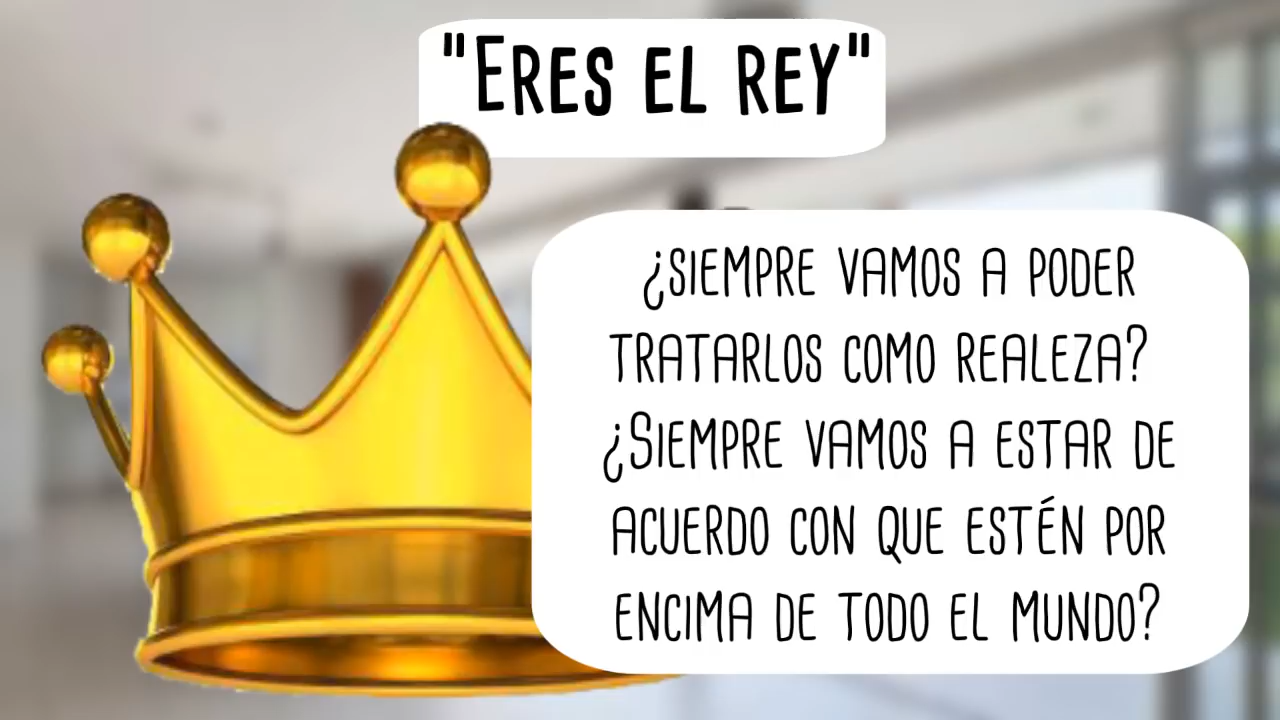 "Eres el rey"
¿siempre vamos a poder
tratarlos como realeza?
¿Siempre vamos a estar de
acuerdo con que estén por
encima de todo el mundo?